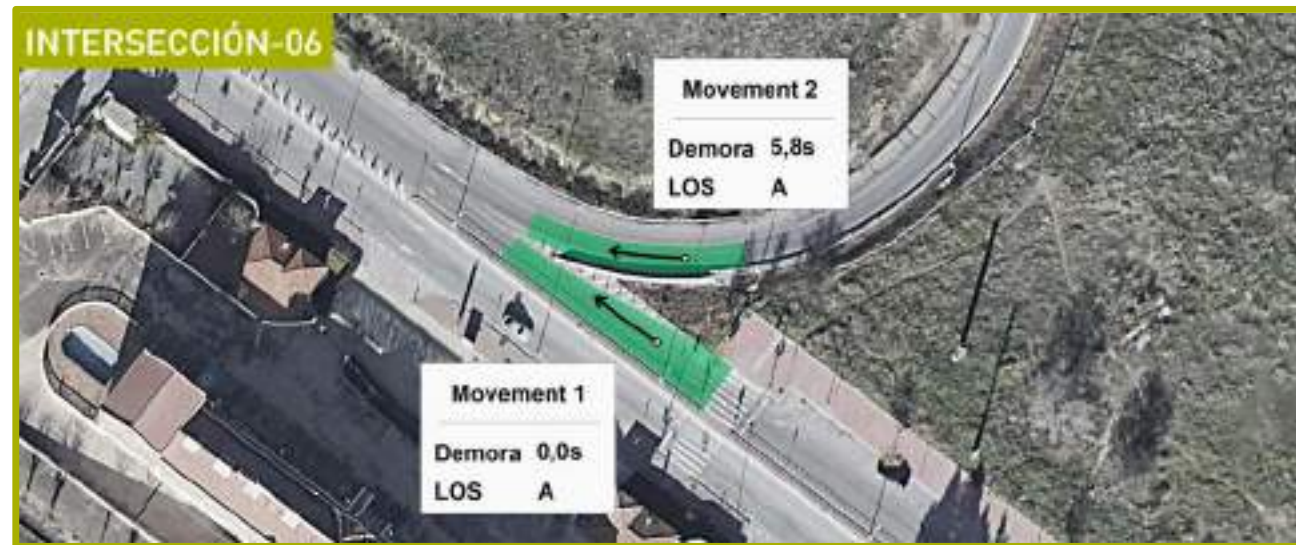 INTERSECCIÓN-06
Movement 2
Demora 5,8s
LOS A
Movement 1
Demora 0,0s
LOS A